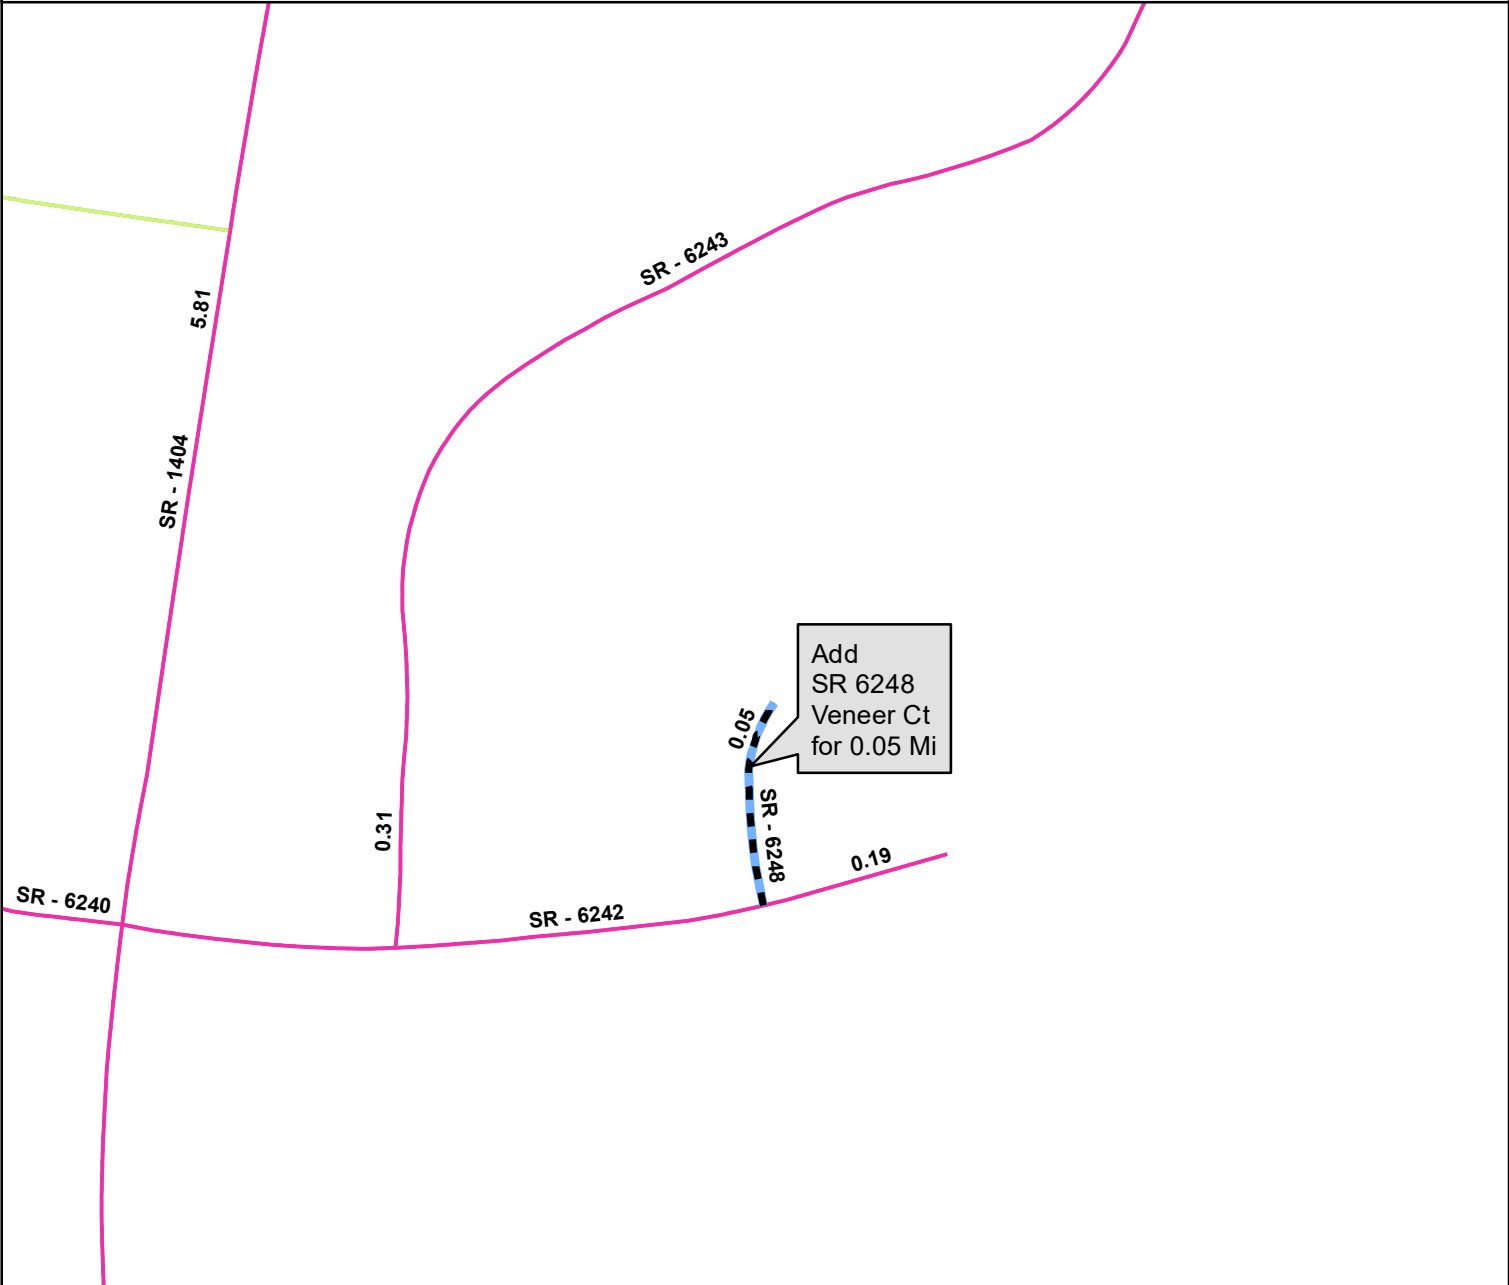 SR - 6243
5.81
SR - 1404
Add
SR 6248
Veneer Ct
for 0.05 Mi
0.05
SR - 6248
0.31
0.19
SR - 6240
SR - 6242